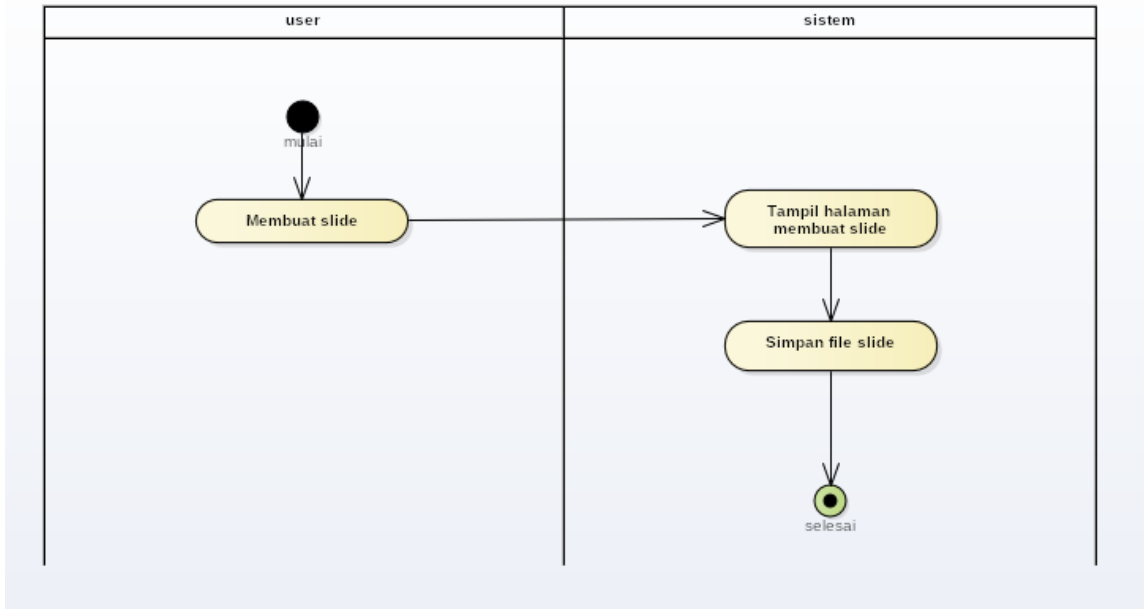 user
sistem
mulai
Membuat slide
Tampil halaman
membuat slide
Simpan file slide
selesai